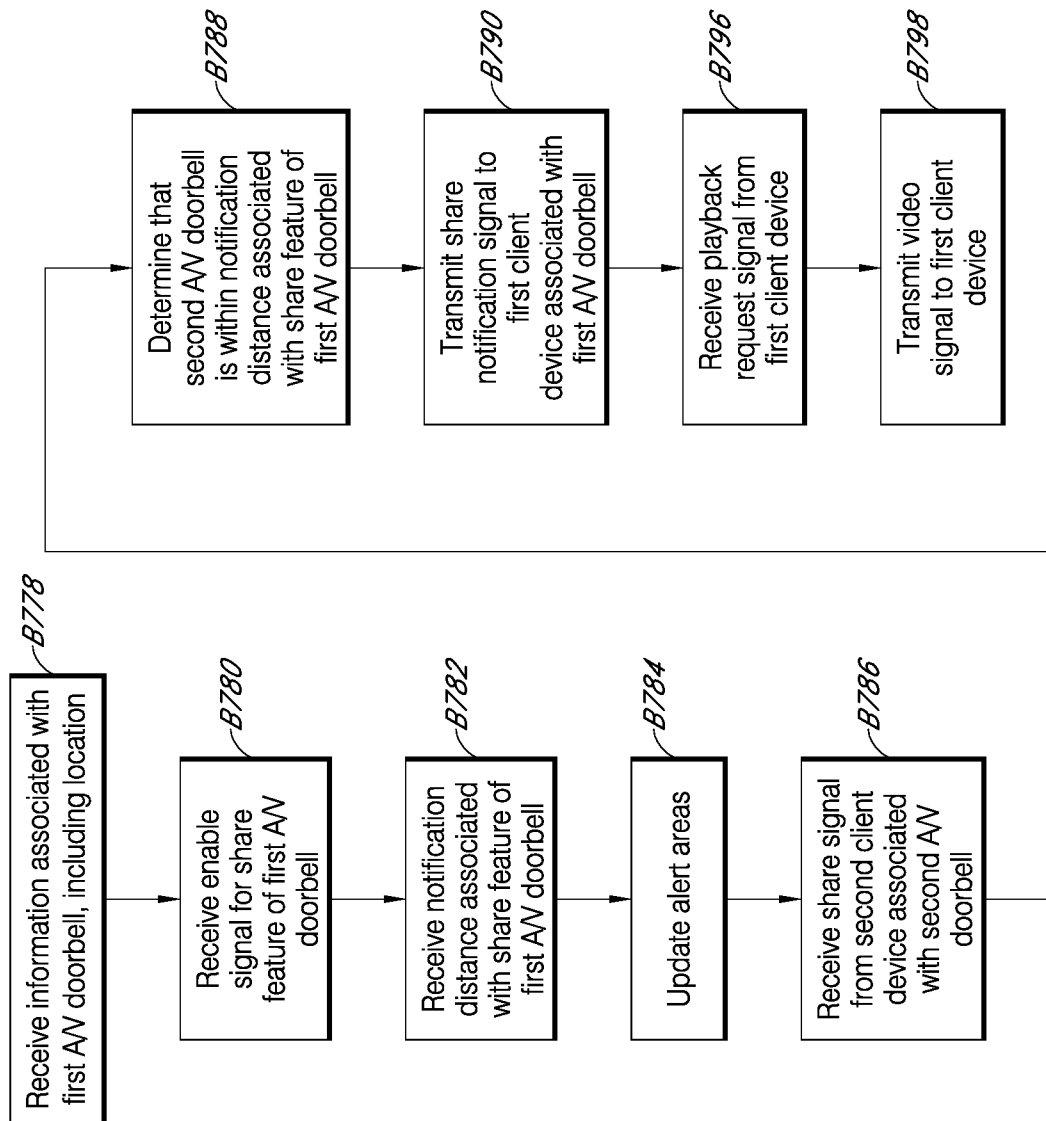 Receive information associated with
first A/V doorbell, including location
B778
Receive enable
signal for share
feature of first A/V
doorbell
B780
Receive notification
distance associated
with share feature of
first A/V doorbell
B782
Update alert areas
B784
Receive share signal
from second client
device associated
with second A/V
doorbell
B786
Determine that
second A/V doorbell
is within notification
distance associated
with share feature of
first A/V doorbell
B788
Transmit share
notification signal to
first client
device associated with
first A/V doorbell
B790
Receive playback
request signal from
first client device
B796
Transmit video
signal to first client
device
B798